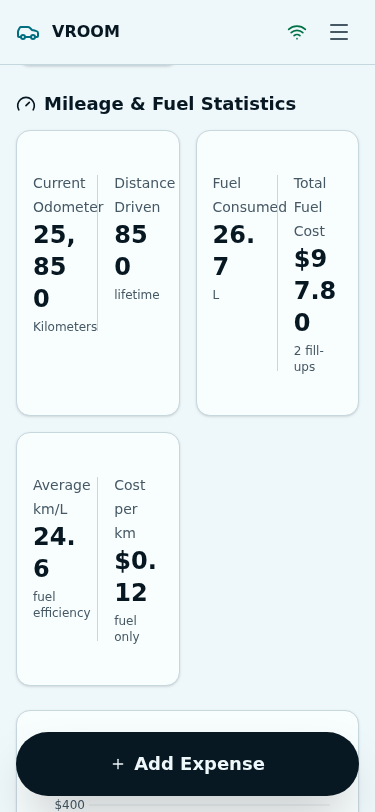 VROOM
Mileage & Fuel Statistics
Current
Odometer
25,
85
0
Kilometers
Distance
Driven
85
0
lifetime
Fuel
Consumed
26.
7
L
Total
Fuel
Cost
$9
7.8
0
2 fill-
ups
Average
km/L
24.
6
fuel
efficiency
Cost
per
km
$0.
12
fuel
only
+ Add Expense
$400